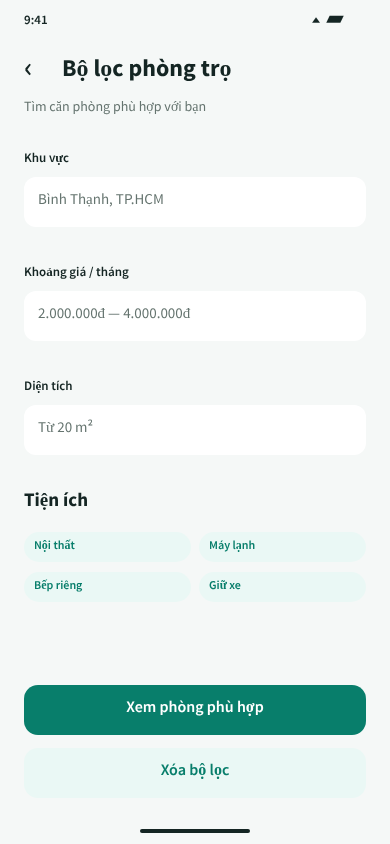 9:41
Bộ lọc phòng trọ
Tìm căn phòng phù hợp với bạn
Khu vực
Bình Thạnh, TP.HCM
Khoảng giá / tháng
2.000.000đ — 4.000.000đ
Diện tích
Từ 20 m²
Tiện ích
Nội thất
Máy lạnh
Bếp riêng
Giữ xe
Xem phòng phù hợp
Xóa bộ lọc